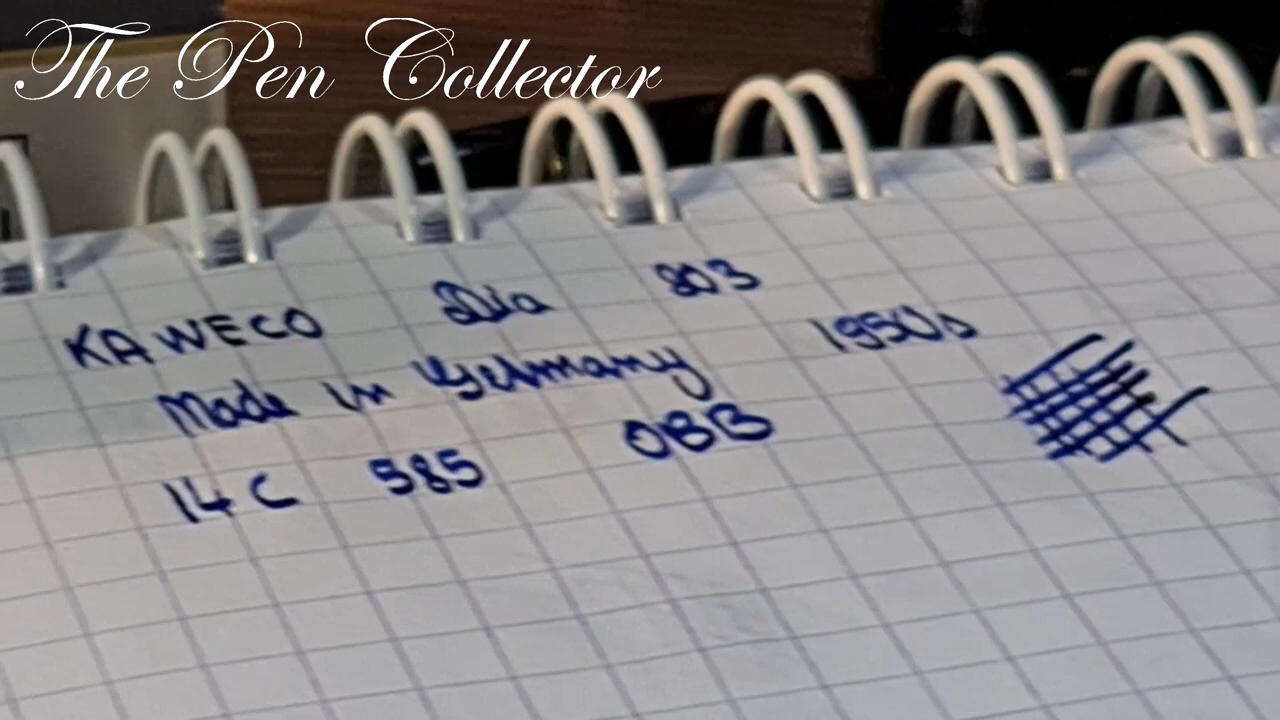 The Pen Collector
KAWECO Dia 803
Made in Germany 1950s
14 C 585 OBB